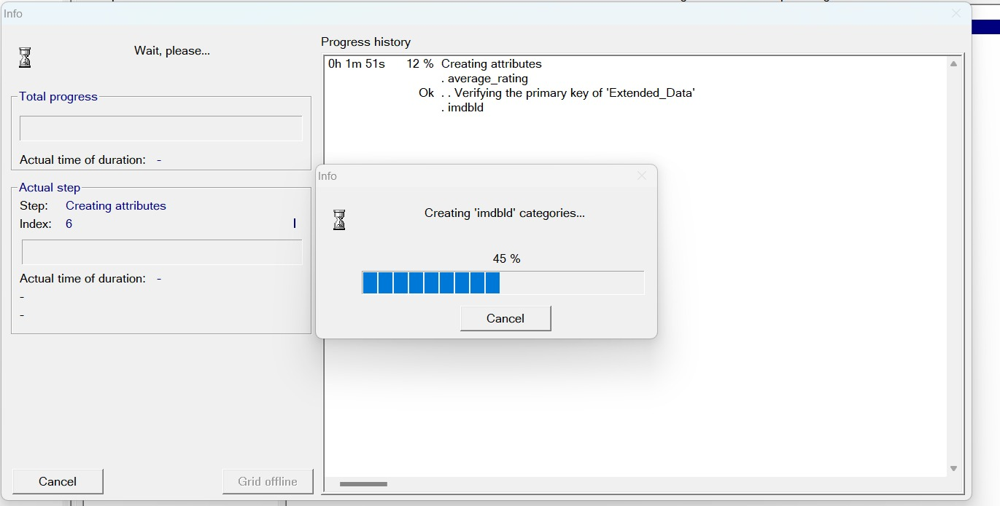 Info
Wait, please...
Total progress
Actual time of duration: -
Actual step
Step: Creating attributes
Index: 6
Actual time of duration: -
-
-
Cancel
Grid offline
Progress history
0h 1m 51s 12 % Creating attributes
. average_rating
Ok . . Verifying the primary key of 'Extended_Data'
. imdbld
Info
Creating 'imdbld' categories...
45 %
Cancel